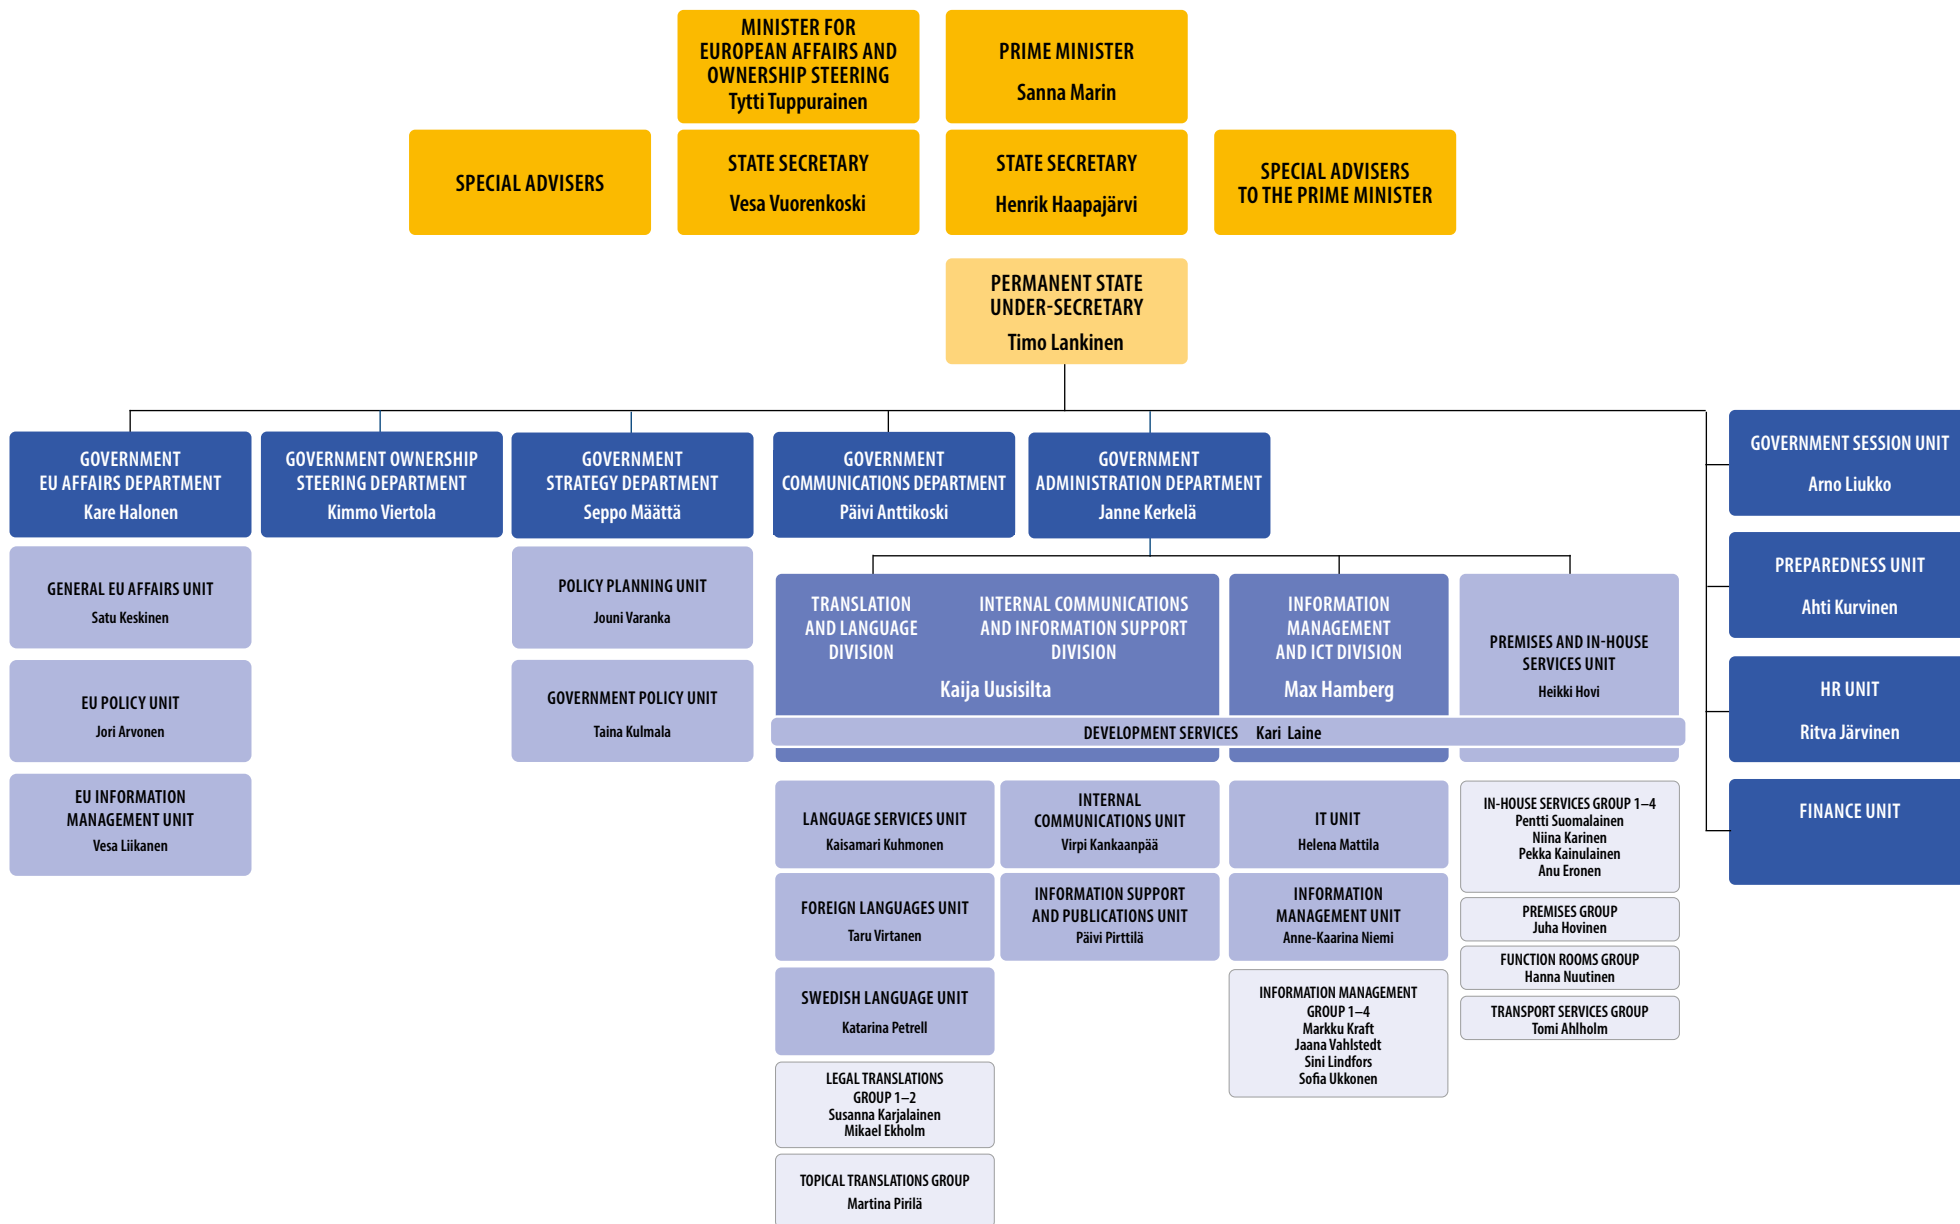 MINISTER FOR
EUROPEAN AFFAIRS AND
OWNERSHIP STEERING
Tytti Tuppurainen
PRIME MINISTER
Sanna Marin
SPECIAL ADVISERS
STATE SECRETARY
Vesa Vuorenkoski
STATE SECRETARY
Henrik Haapajärvi
SPECIAL ADVISERS
TO THE PRIME MINISTER
PERMANENT STATE
UNDER-SECRETARY
Timo Lankinen
GOVERNMENT
EU AFFAIRS DEPARTMENT
Kare Halonen
GOVERNMENT OWNERSHIP
STEERING DEPARTMENT
Kimmo Viertola
GOVERNMENT
STRATEGY DEPARTMENT
Seppo Määttä
GOVERNMENT
COMMUNICATIONS DEPARTMENT
Päivi Anttikoski
GOVERNMENT
ADMINISTRATION DEPARTMENT
Janne Kerkelä
GOVERNMENT SESSION UNIT
Arno Liukko
PREPAREDNESS UNIT
Ahti Kurvinen
HR UNIT
Ritva Järvinen
FINANCE UNIT
GENERAL EU AFFAIRS UNIT
Satu Keskinen
EU POLICY UNIT
Jori Arvonen
EU INFORMATION
MANAGEMENT UNIT
Vesa Liikanen
POLICY PLANNING UNIT
Jouni Varanka
GOVERNMENT POLICY UNIT
Taina Kulmala
TRANSLATION
AND LANGUAGE
DIVISION
INTERNAL COMMUNICATIONS
AND INFORMATION SUPPORT
DIVISION
Kaija Uusisilta
INFORMATION
MANAGEMENT
AND ICT DIVISION
Max Hamberg
PREMISES AND IN-HOUSE
SERVICES UNIT
Heikki Hovi
DEVELOPMENT SERVICES Kari Laine
LANGUAGE SERVICES UNIT
Kaisamari Kuhmonen
FOREIGN LANGUAGES UNIT
Taru Virtanen
SWEDISH LANGUAGE UNIT
Katarina Petrell
LEGAL TRANSLATIONS
GROUP 1–2
Susanna Karjalainen
Mikael Ekholm
TOPICAL TRANSLATIONS GROUP
Martina Pirilä
INTERNAL
COMMUNICATIONS UNIT
Virpi Kankaanpää
INFORMATION SUPPORT
AND PUBLICATIONS UNIT
Päivi Pirttilä
IT UNIT
Helena Mattila
INFORMATION
MANAGEMENT UNIT
Anne-Kaarina Niemi
INFORMATION MANAGEMENT
GROUP 1–4
Markku Kraft
Jaana Vahlstedt
Sini Lindfors
Sofia Ukkonen
IN-HOUSE SERVICES GROUP 1–4
Pentti Suomalainen
Niina Karinen
Pekka Kainulainen
Anu Eronen
PREMISES GROUP
Juha Hovinen
FUNCTION ROOMS GROUP
Hanna Nuutinen
TRANSPORT SERVICES GROUP
Tomi Ahlholm